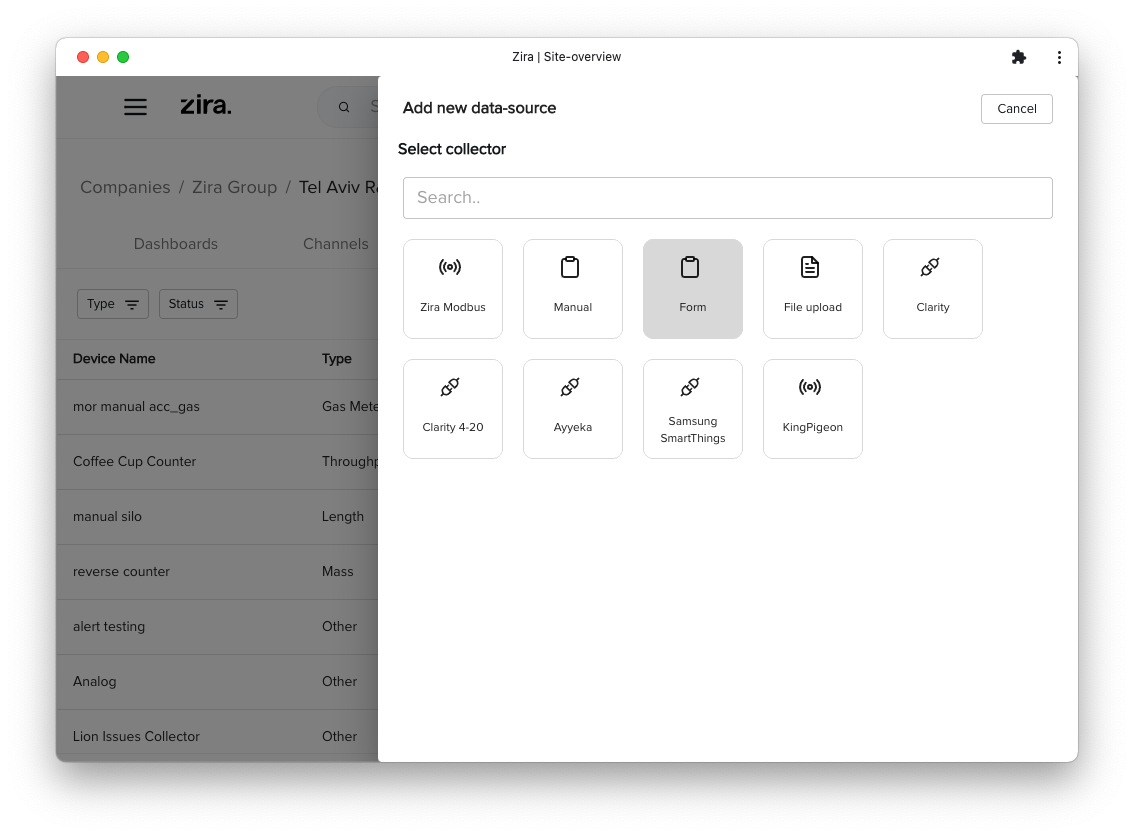 Zira | Site-overview
zira.
S
Companies / Zira Group / Tel Aviv R&
Dashboards Channels
Type Status
Device Name Type
mor manual acc_gas Gas Mete
Coffee Cup Counter Throughp
manual silo Length
reverse counter Mass
alert testing Other
Analog Other
Lion Issues Collector Other
Add new data-source
Cancel
Select collector
Search..
Zira Modbus Manual Form File upload Clarity
Clarity 4-20 Ayyeka Samsung
SmartThings KingPigeon